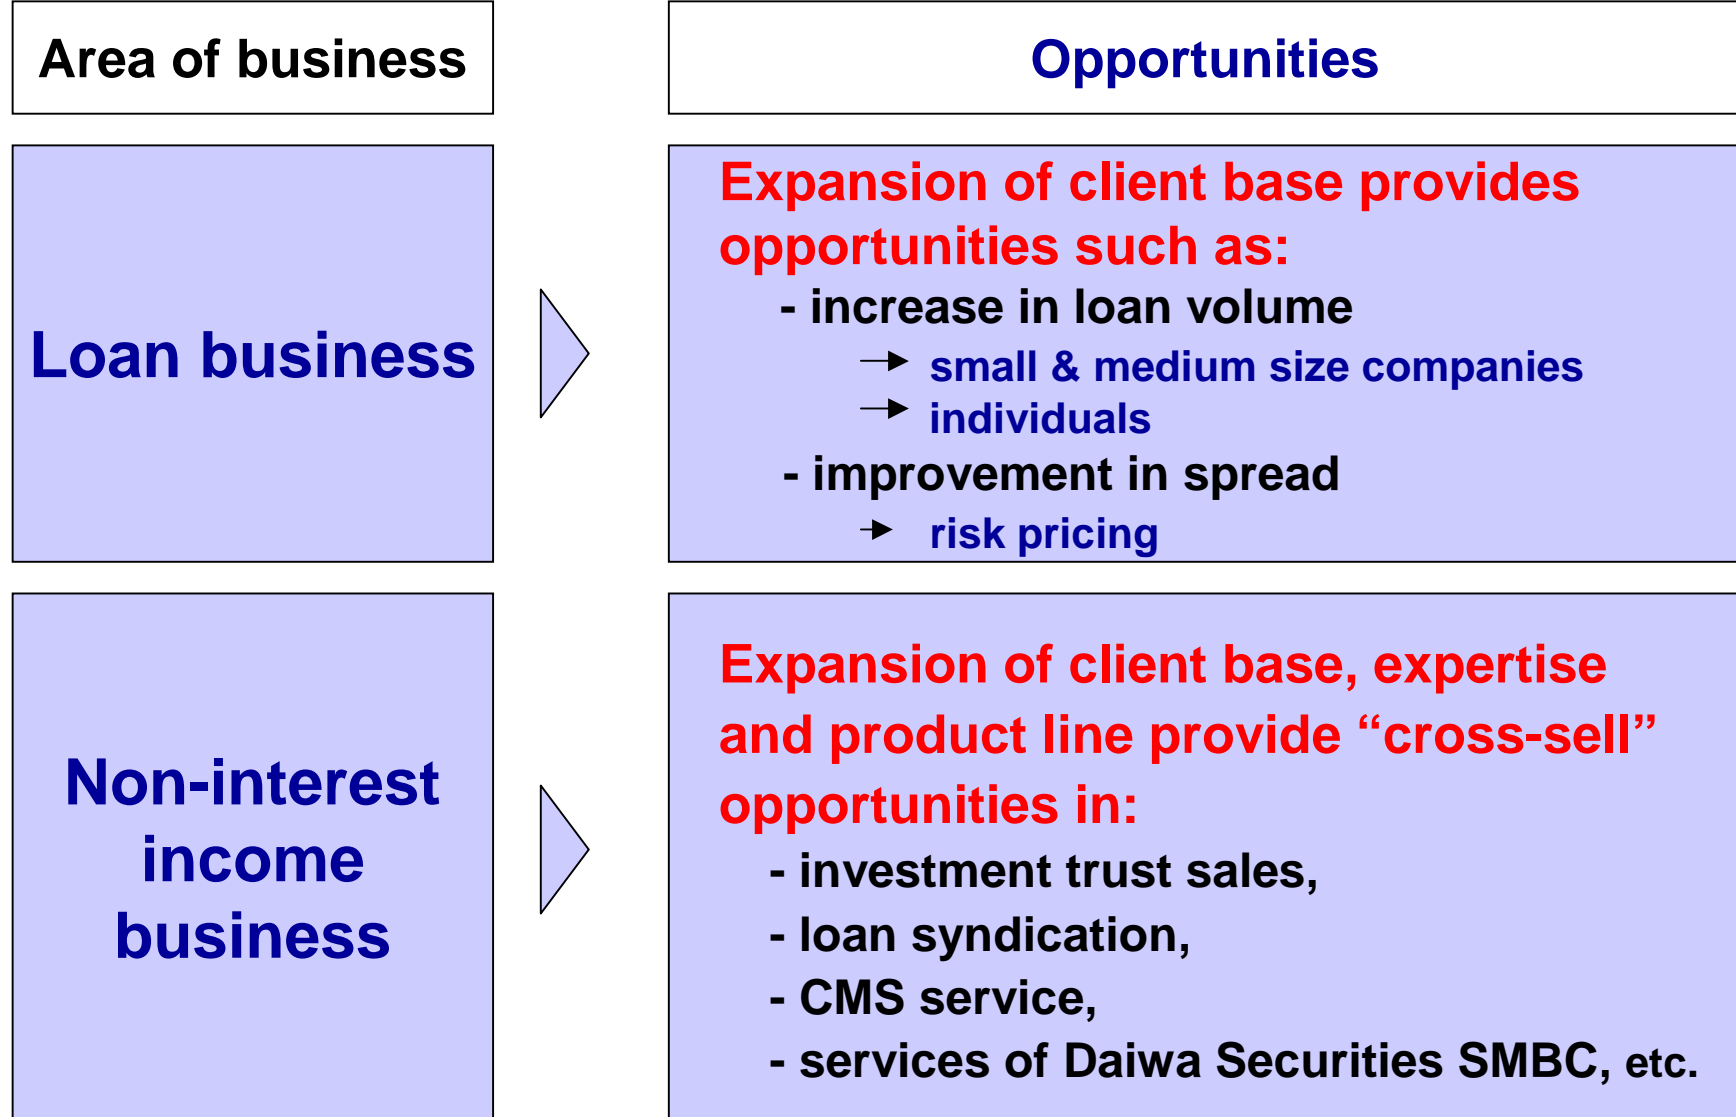 Area of business
Opportunities
Loan business
Expansion of client base provides
opportunities such as:
- increase in loan volume
small & medium size companies
individuals
- improvement in spread
risk pricing
Non-interest
income
business
Expansion of client base, expertise
and product line provide “cross-sell”
opportunities in:
- investment trust sales,
- loan syndication,
- CMS service,
- services of Daiwa Securities SMBC, etc.